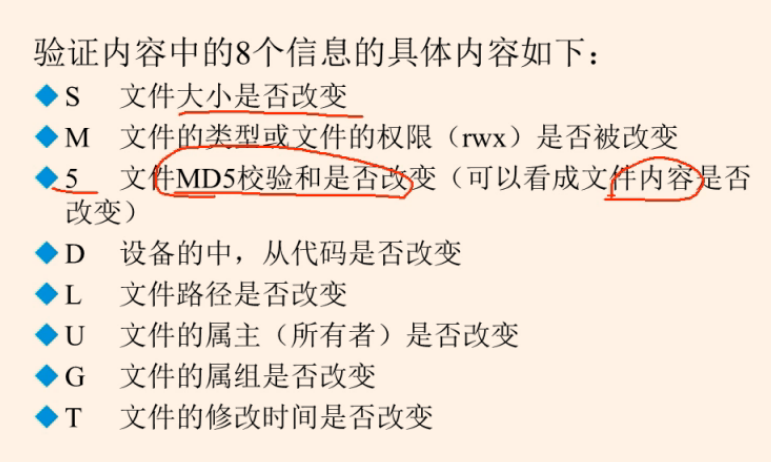 验证内容中的8个信息的具体内容如下：
S 文件大小是否改变
M 文件的类型或文件的权限（rwx）是否被改变
5 文件MD5校验和是否改变（可以看成文件内容是否
改变）
D 设备的中，从代码是否改变
L 文件路径是否改变
U 文件的属主（所有者）是否改变
G 文件的属组是否改变
T 文件的修改时间是否改变